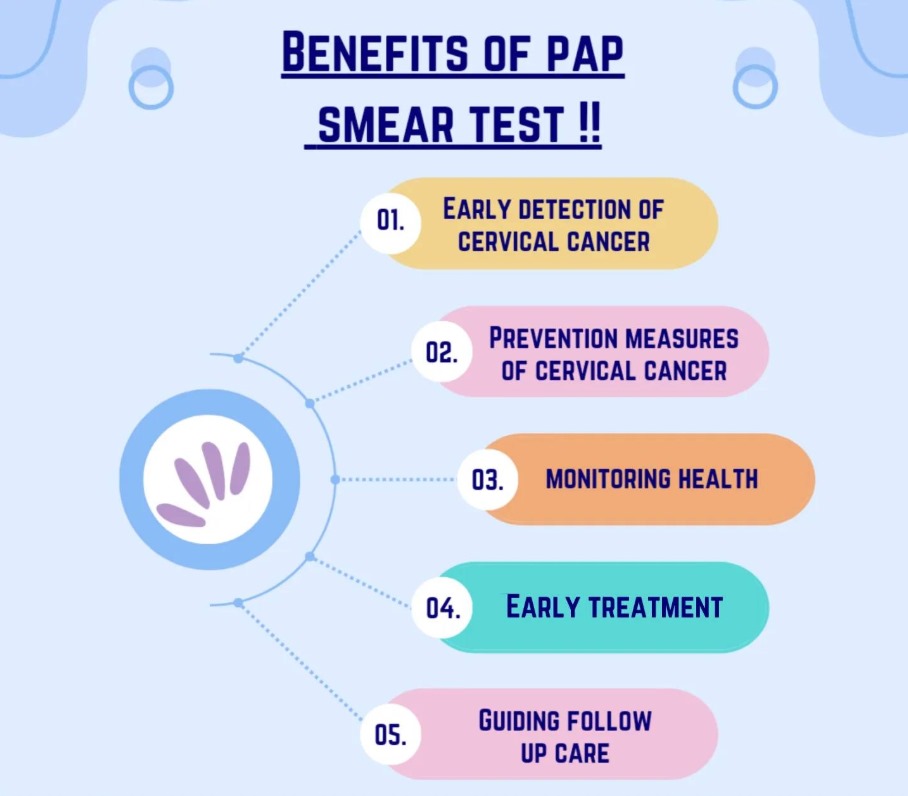 BENEFITS OF PAP
SMEAR TEST !!
01.
EARLY DETECTION OF
CERVICAL CANCER
02.
PREVENTION MEASURES
OF CERVICAL CANCER
03.
MONITORING HEALTH
04.
EARLY TREATMENT
05.
GUIDING FOLLOW
UP CARE